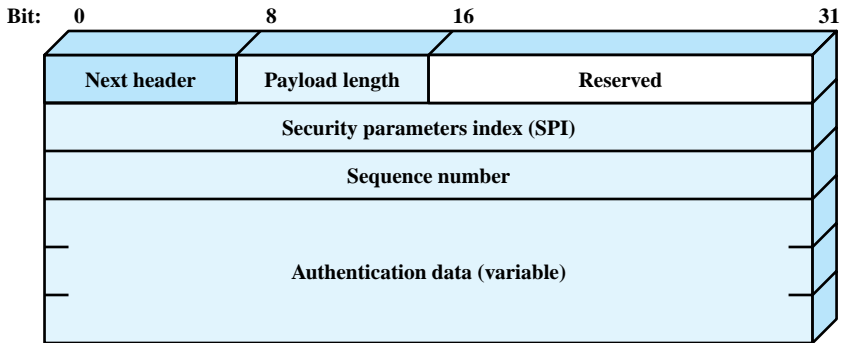 Bit: 0 8 16 31
Next header Payload length Reserved
Security parameters index (SPI)
Sequence number
Authentication data (variable)